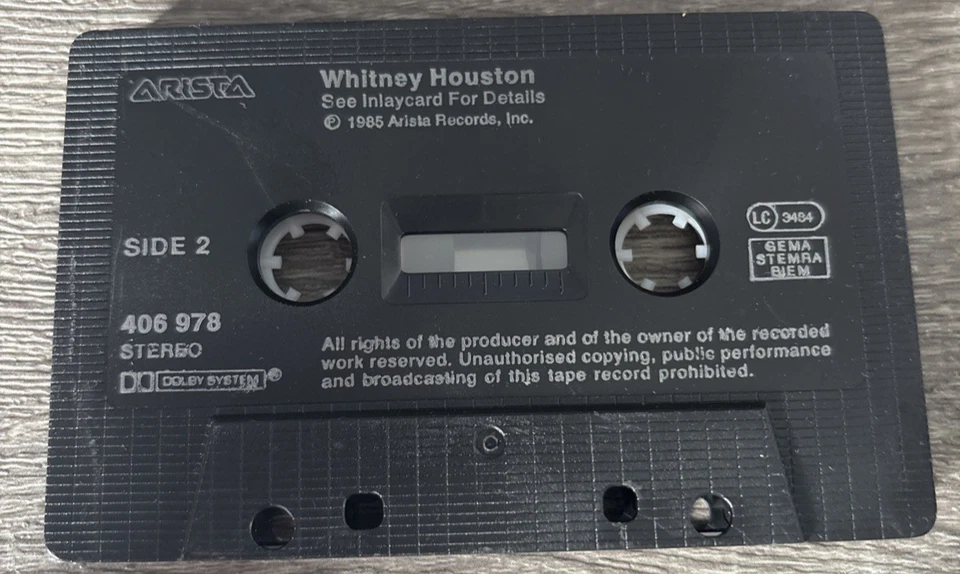 ARISTA
Whitney Houston
See Inlaycard For Details
℗ 1985 Arista Records, Inc.
SIDE 2
LC 3484
GEMA
STEMRA
BIEM
406 978
STEREO
DOLBY SYSTEM®
All rights of the producer and of the owner of the recorded
work reserved. Unauthorised copying, public performance
and broadcasting of this tape record prohibited.